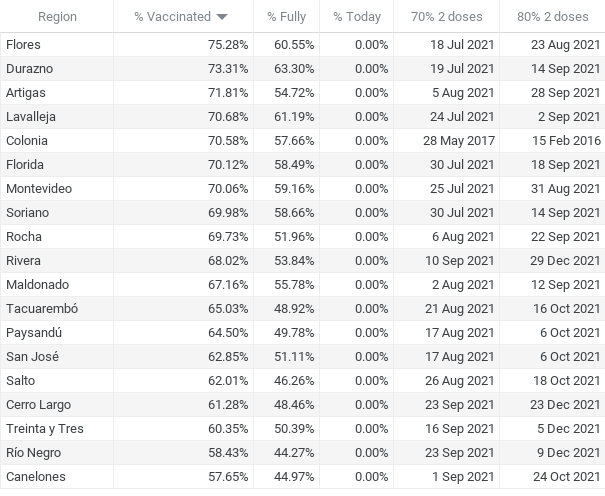 Region % Vaccinated % Fully % Today 70% 2 doses 80% 2 doses
Flores 75.28% 60.55% 0.00% 18 Jul 2021 23 Aug 2021
Durazno 73.31% 63.30% 0.00% 19 Jul 2021 14 Sep 2021
Artigas 71.81% 54.72% 0.00% 5 Aug 2021 28 Sep 2021
Lavalleja 70.68% 61.19% 0.00% 24 Jul 2021 2 Sep 2021
Colonia 70.58% 57.66% 0.00% 28 May 2017 15 Feb 2016
Florida 70.12% 58.49% 0.00% 30 Jul 2021 18 Sep 2021
Montevideo 70.06% 59.16% 0.00% 25 Jul 2021 31 Aug 2021
Soriano 69.98% 58.66% 0.00% 30 Jul 2021 14 Sep 2021
Rocha 69.73% 51.96% 0.00% 6 Aug 2021 22 Sep 2021
Rivera 68.02% 53.84% 0.00% 10 Sep 2021 29 Dec 2021
Maldonado 67.16% 55.78% 0.00% 2 Aug 2021 12 Sep 2021
Tacuarembó 65.03% 48.92% 0.00% 21 Aug 2021 16 Oct 2021
Paysandú 64.50% 49.78% 0.00% 17 Aug 2021 6 Oct 2021
San José 62.85% 51.11% 0.00% 17 Aug 2021 6 Oct 2021
Salto 62.01% 46.26% 0.00% 26 Aug 2021 18 Oct 2021
Cerro Largo 61.28% 48.46% 0.00% 23 Sep 2021 23 Dec 2021
Treinta y Tres 60.35% 50.39% 0.00% 16 Sep 2021 5 Dec 2021
Río Negro 58.43% 44.27% 0.00% 23 Sep 2021 9 Dec 2021
Canelones 57.65% 44.97% 0.00% 1 Sep 2021 24 Oct 2021